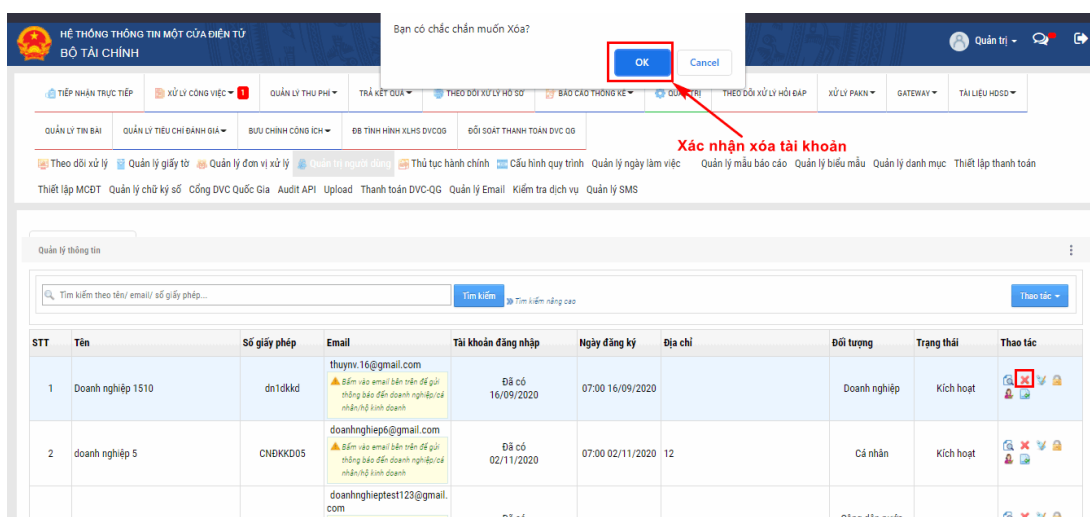 HỆ THỐNG THÔNG TIN MỘT CỬA ĐIỆN TỬ
BỘ TÀI CHÍNH
Bạn có chắc chắn muốn Xóa?
OK Cancel
Quản trị
TIẾP NHẬN TRỰC TIẾP XỬ LÝ CÔNG VIỆC 1 QUẢN LÝ THU PHÍ TRẢ KẾT QUẢ THEO DÕI XỬ LÝ HỒ SƠ BÁO CÁO THỐNG KÊ QUẢN TRỊ THEO DÕI XỬ LÝ HỎI ĐÁP XỬ LÝ PAKN GATEWAY TÀI LIỆU HDSD
QUẢN LÝ TIN BÀI QUẢN LÝ TIÊU CHÍ ĐÁNH GIÁ BƯU CHÍNH CÔNG ÍCH ĐB TÌNH HÌNH XLHS DVCQG ĐỐI SOÁT THANH TOÁN DVC QG
Xác nhận xóa tài khoản
Theo dõi xử lý Quản lý giấy tờ Quản lý đơn vị xử lý Quản trị người dùng Thủ tục hành chính Cấu hình quy trình Quản lý ngày làm việc Quản lý mẫu báo cáo Quản lý biểu mẫu Quản lý danh mục Thiết lập thanh toán
Thiết lập MCĐT Quản lý chữ ký số Cổng DVC Quốc Gia Audit API Upload Thanh toán DVC-QG Quản lý Email Kiểm tra dịch vụ Quản lý SMS
Quản lý thông tin
Tìm kiếm theo tên/ email/ số giấy phép... Tìm kiếm Tìm kiếm nâng cao Thao tác
STT Tên Số giấy phép Email Tài khoản đăng nhập Ngày đăng ký Địa chỉ Đối tượng Trạng thái Thao tác
thuynv.16@gmail.com
1 Doanh nghiệp 1510 dn1dkkd Bấm vào email bên trên để gửi thông báo đến doanh nghiệp/cá nhân/hộ kinh doanh Đã có 16/09/2020 07:00 16/09/2020 Doanh nghiệp Kích hoạt
doanhnghiep6@gmail.com
2 doanh nghiệp 5 CNĐKKD05 Bấm vào email bên trên để gửi thông báo đến doanh nghiệp/cá nhân/hộ kinh doanh Đã có 02/11/2020 07:00 02/11/2020 12 Cá nhân Kích hoạt
doanhnghieptest123@gmail.
com